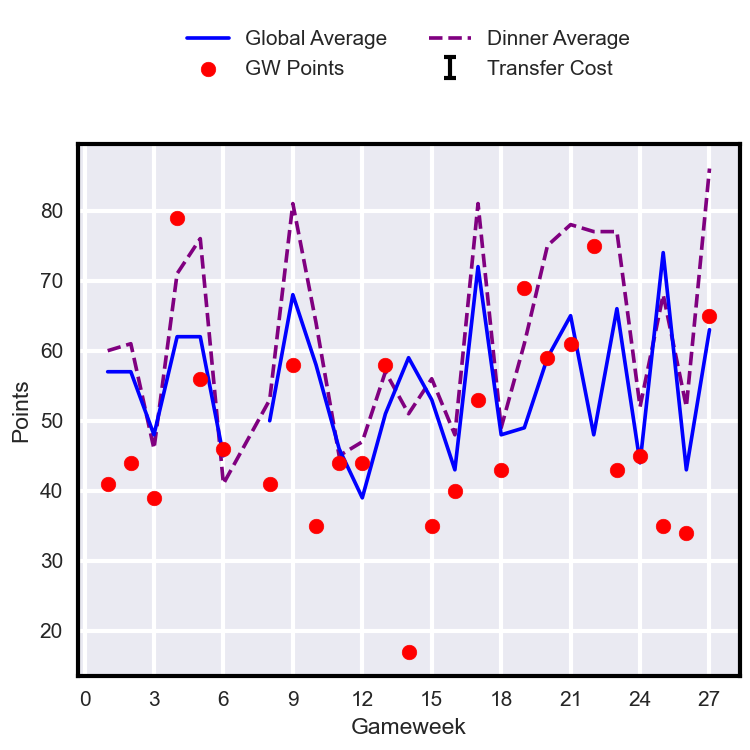 Global Average
Dinner Average
GW Points
Transfer Cost
80
70
60
50
40
30
20
Points
0 3 6 9 12 15 18 21 24 27
Gameweek